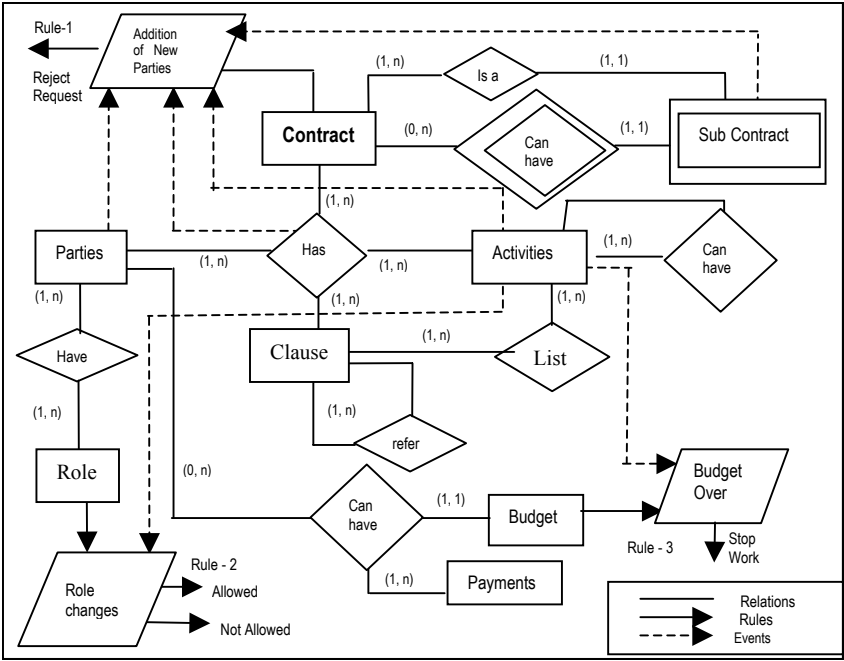 Rule-1
Addition
of New
Parties
Reject
Request
(1, n)
Is a
(1, 1)
Contract
(0, n)
Can
have
(1, 1)
Sub Contract
(1, n)
Parties
(1, n)
Has
(1, n)
Activities
(1, n)
Can
have
(1, n)
(1, n)
(1, n)
Have
Clause
(1, n)
List
(1, n)
(1, n)
refer
Role
(0, n)
Can
have
(1, 1)
Budget
Budget
Over
Rule - 3
Stop
Work
Rule - 2
Role
changes
Allowed
Not Allowed
(1, n)
Payments
Relations
Rules
Events